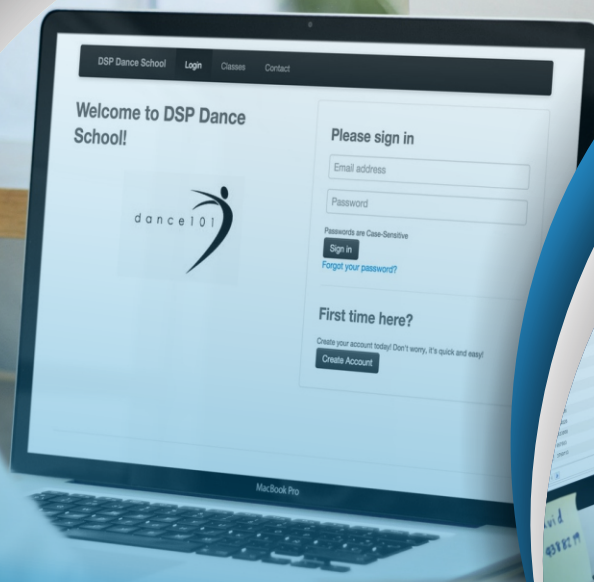 DSP Dance School Login Classes Contact
Welcome to DSP Dance
School!
dance101
Please sign in
Email address
Password
Passwords are Case-Sensitive
Sign in
Forgot your password?
First time here?
Create your account today! Don't worry, it's quick and easy!
Create Account
MacBook Pro